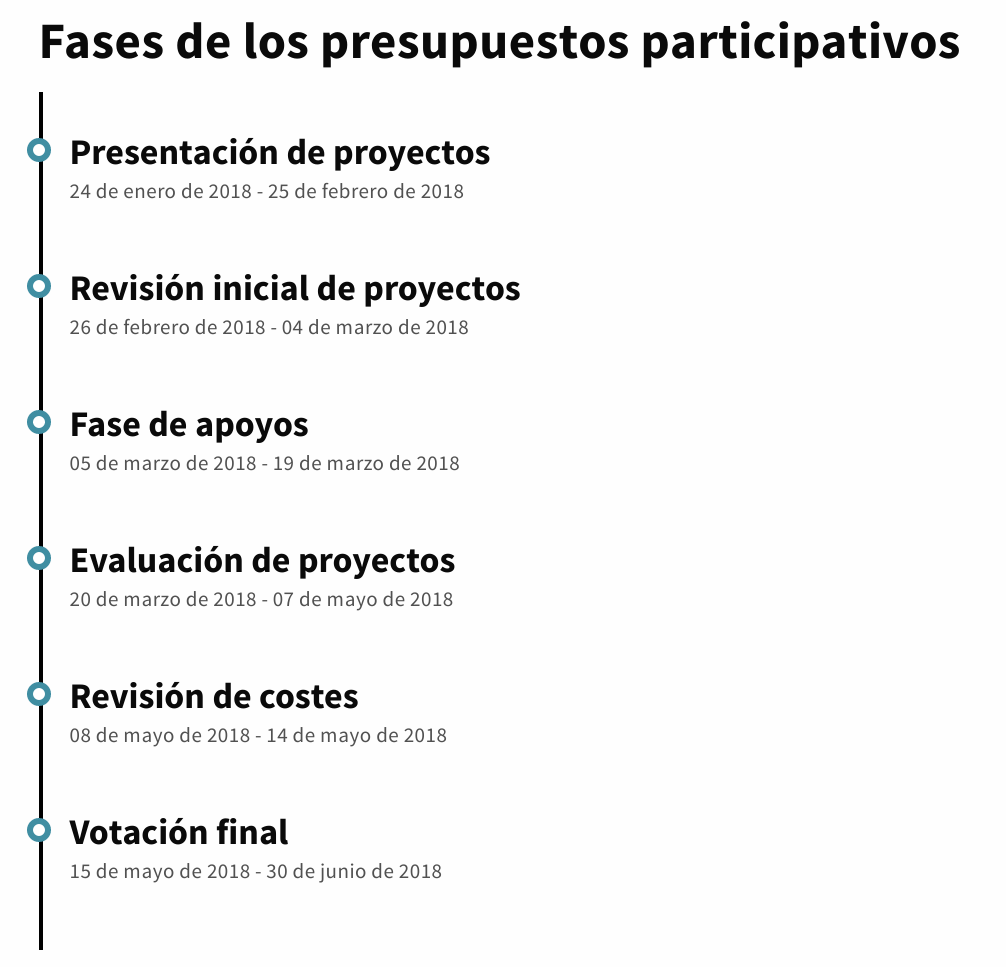 Fases de los presupuestos participativos
Presentación de proyectos
24 de enero de 2018 - 25 de febrero de 2018
Revisión inicial de proyectos
26 de febrero de 2018 - 04 de marzo de 2018
Fase de apoyos
05 de marzo de 2018 - 19 de marzo de 2018
Evaluación de proyectos
20 de marzo de 2018 - 07 de mayo de 2018
Revisión de costes
08 de mayo de 2018 - 14 de mayo de 2018
Votación final
15 de mayo de 2018 - 30 de junio de 2018